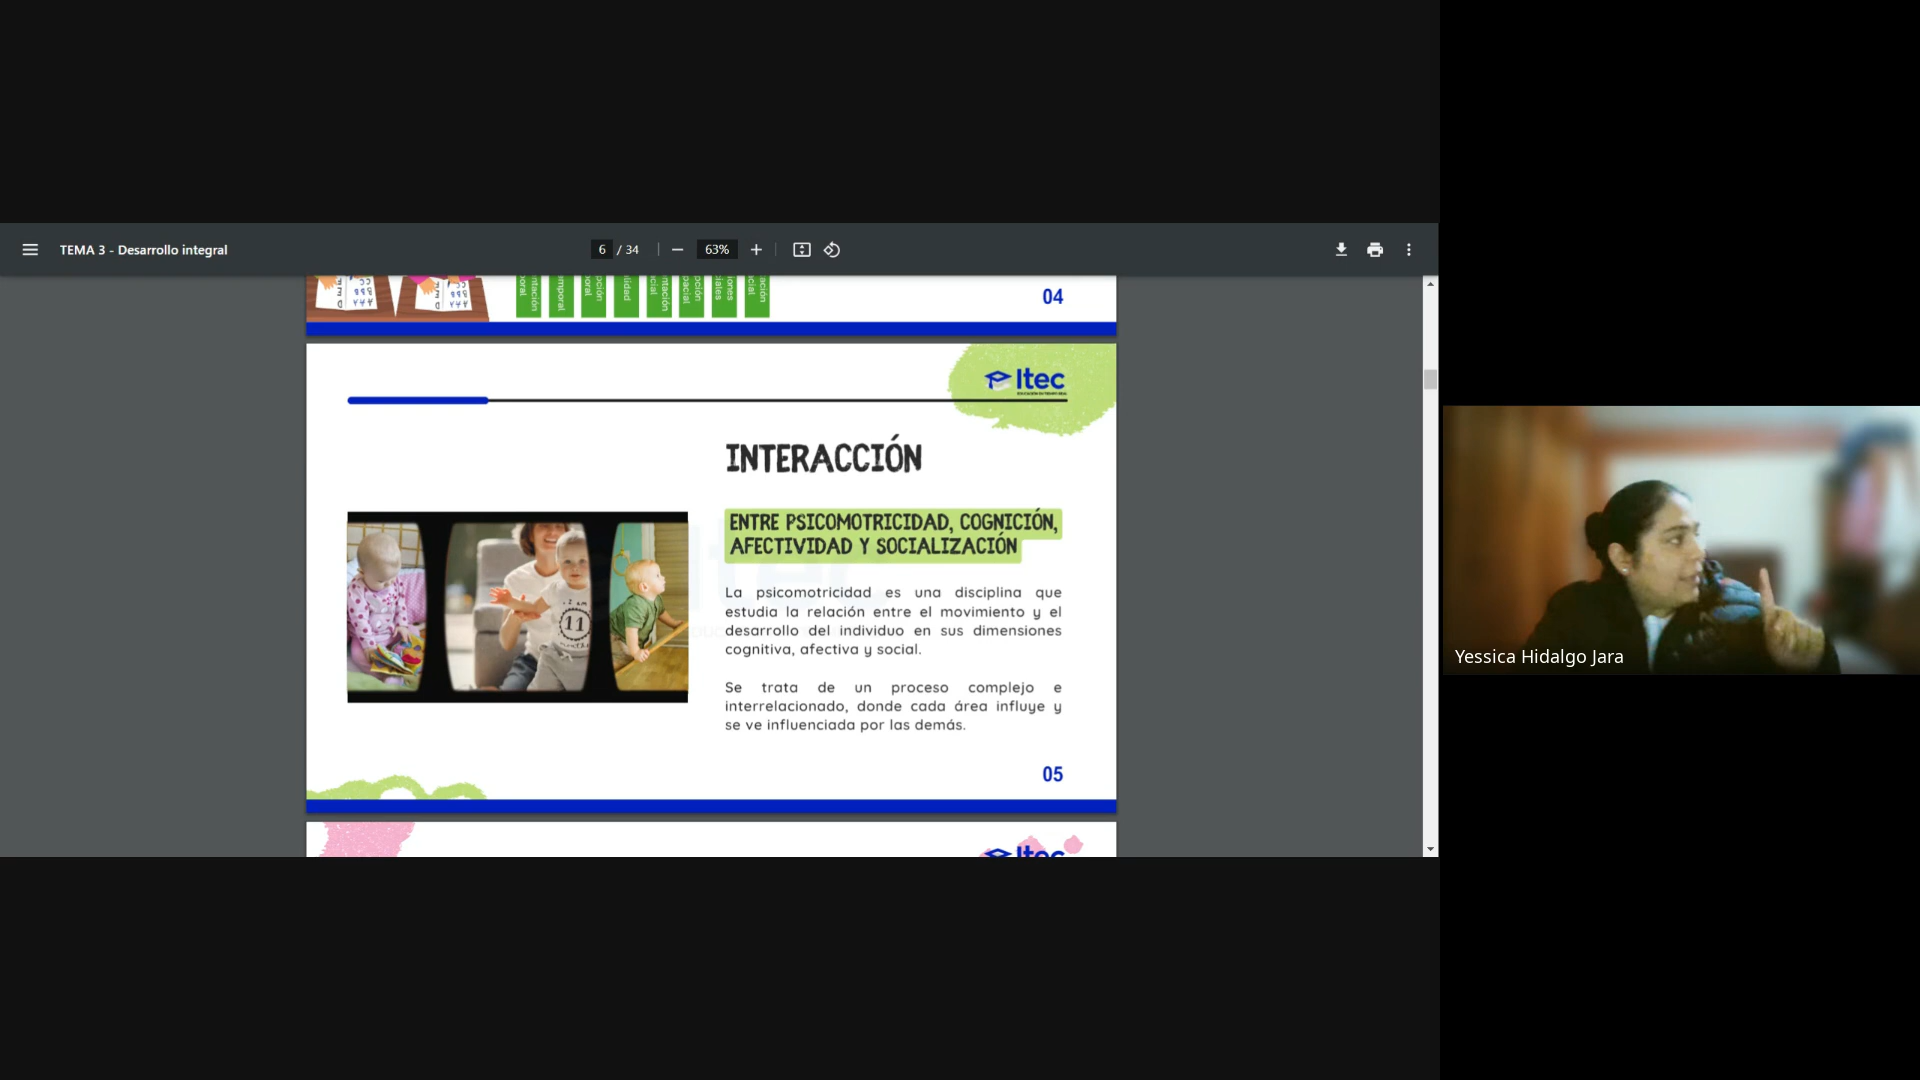 TEMA 3 - Desarrollo integral
6 / 34
63%
04
Itec
INTERACCIÓN
ENTRE PSICOMOTRICIDAD, COGNICIÓN,
AFECTIVIDAD Y SOCIALIZACIÓN
La psicomotricidad es una disciplina que
estudia la relación entre el movimiento y el
desarrollo del individuo en sus dimensiones
cognitiva, afectiva y social.
Se trata de un proceso complejo e
interrelacionado, donde cada área influye y
se ve influenciada por las demás.
11
05
Itec
Yessica Hidalgo Jara